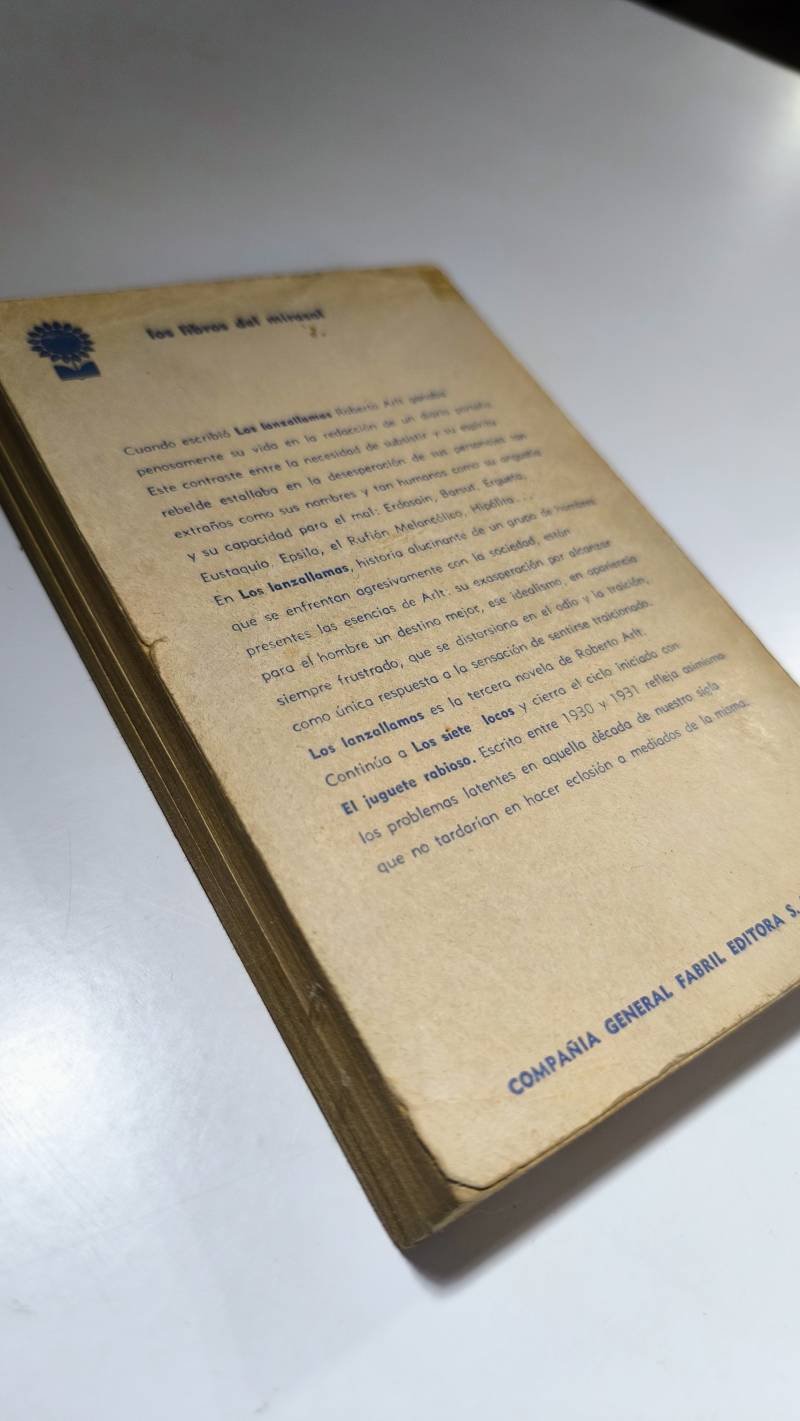 los libros del mirasol
Cuando escribió Los lanzallamas Roberto Arlt ganaba
penosamente su vida en la redacción de un diario porteño.
Este contraste entre la necesidad de subsistir y su espíritu
rebelde estallaba en la desesperación de sus personajes tan
extraños como sus nombres y tan humanos como su angustia
y su capacidad para el mal: Erdosain, Barsut, Ergueta,
Eustaquio, Espila, el Rufián Melancólico, Hipólita...
En Los lanzallamas, historia alucinante de un grupo de hombres
que se enfrentan agresivamente con la sociedad, están
presentes las esencias de Arlt: su exasperación por alcanzar
para el hombre un destino mejor, ese idealismo, en apariencia
siempre frustrado, que se distorsiona en el odio y la traición,
como única respuesta a la sensación de sentirse traicionado.
Los lanzallamas es la tercera novela de Roberto Arlt.
Continúa a Los siete locos y cierra el ciclo iniciado con
El juguete rabioso. Escrito entre 1930 y 1931 refleja asimismo
los problemas latentes en aquella década de nuestro siglo
que no tardarían en hacer eclosión a mediados de la misma.
COMPAÑIA GENERAL FABRIL EDITORA S.